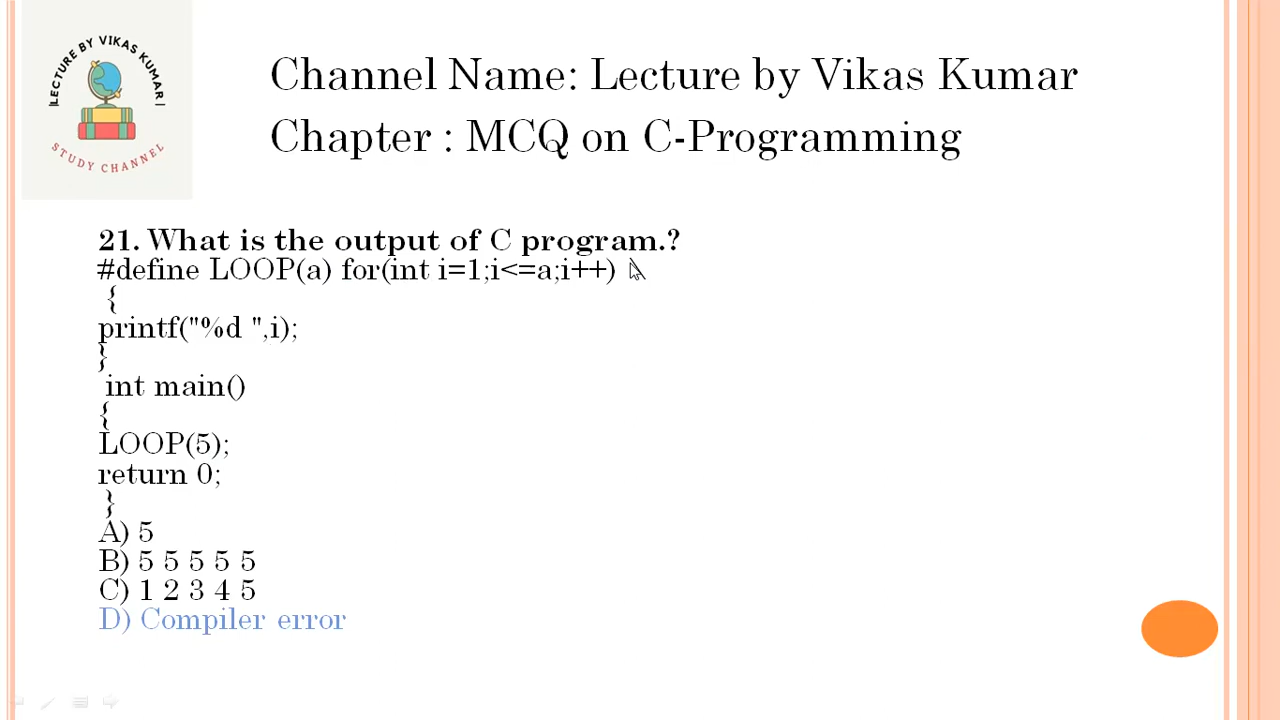 LECTURE BY VIKAS KUMAR
STUDY CHANNEL
Channel Name: Lecture by Vikas Kumar
Chapter : MCQ on C-Programming
21. What is the output of C program.?
#define LOOP(a) for(int i=1;i<=a;i++)
{
printf("%d ",i);
}
int main()
{
LOOP(5);
return 0;
}
A) 5
B) 5 5 5 5 5
C) 1 2 3 4 5
D) Compiler error